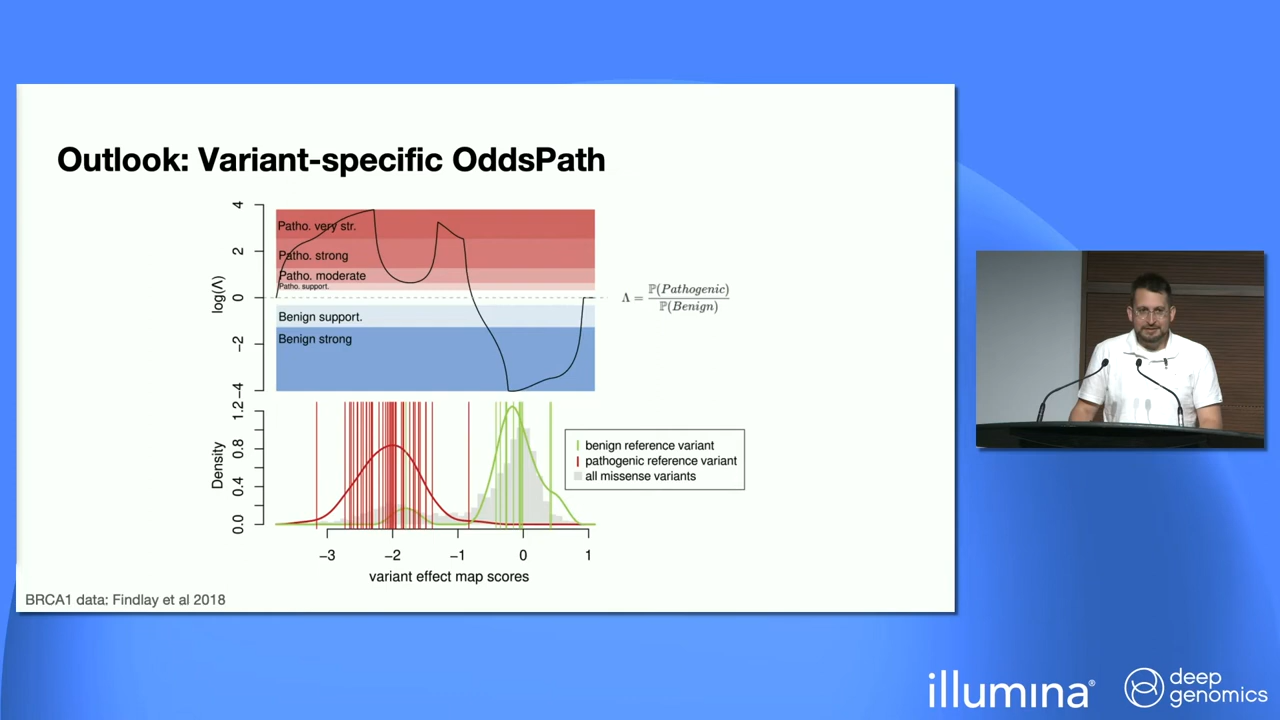 Outlook: Variant-specific OddsPath
4
2
0
−2
−4
log(Λ)
Patho. very str.
Patho. strong
Patho. moderate
Patho. support.
Benign support.
Benign strong
Λ = ℙ(Pathogenic)
ℙ(Benign)
1.2
0.8
0.4
0.0
Density
benign reference variant
pathogenic reference variant
all missense variants
−3 −2 −1 0 1
variant effect map scores
BRCA1 data: Findlay et al 2018
illumina®
deep
genomics